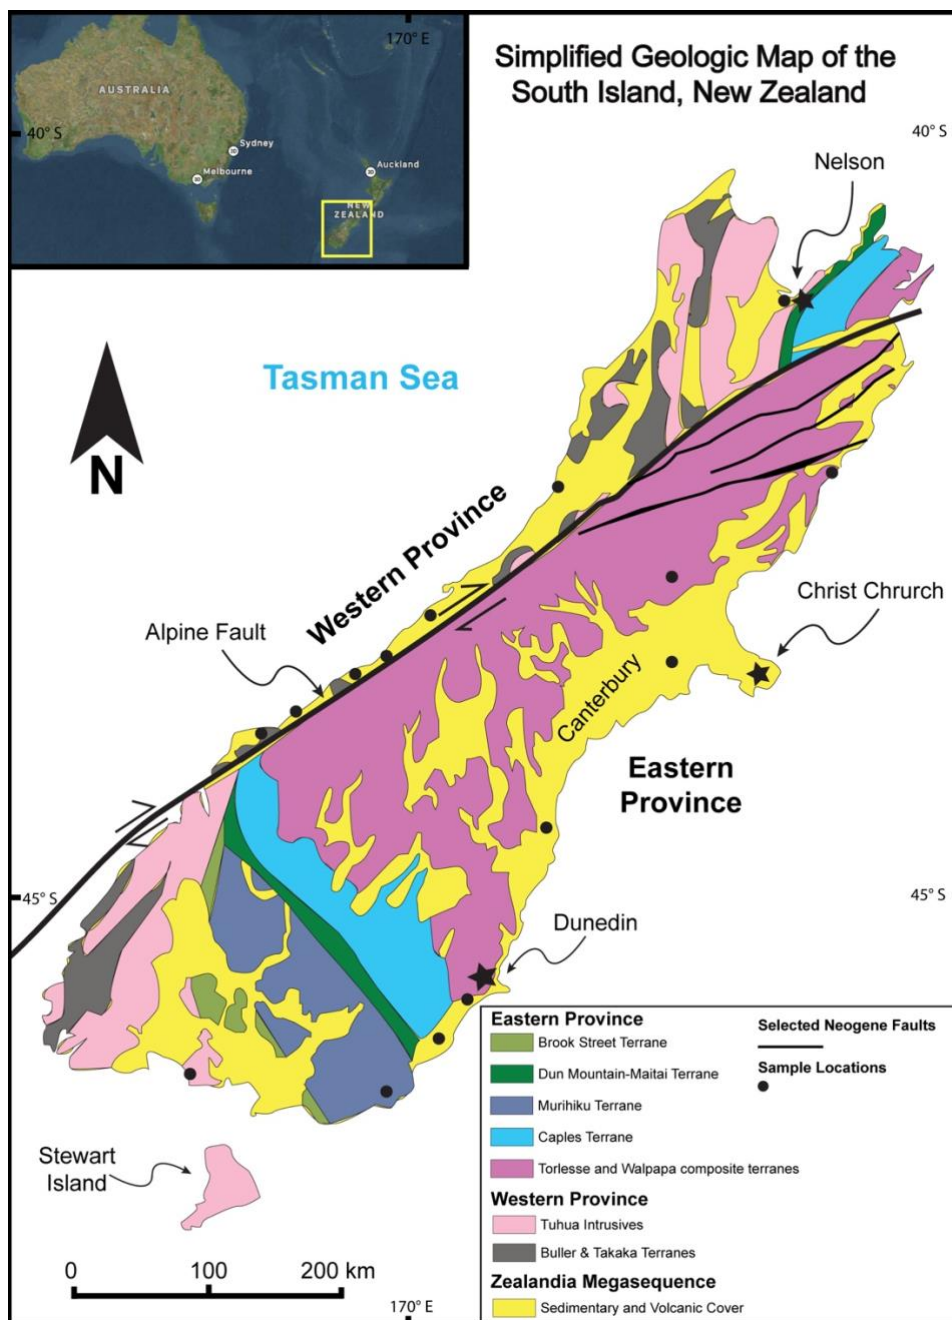 170° E
AUSTRALIA
40° S
Sydney
Melbourne
Auckland
NEW
ZEALAND
Simplified Geologic Map of the
South Island, New Zealand
40° S
Nelson
Tasman Sea
N
Western Province
Alpine Fault
Christ Chrurch
Canterbury
Eastern
Province
45° S
45° S
Dunedin
Stewart
Island
0 100 200 km
170° E
Eastern Province
Brook Street Terrane
Dun Mountain-Maitai Terrane
Murihiku Terrane
Caples Terrane
Torlesse and Walpapa composite terranes
Western Province
Tuhua Intrusives
Buller & Takaka Terranes
Zealandia Megasequence
Sedimentary and Volcanic Cover
Selected Neogene Faults
Sample Locations